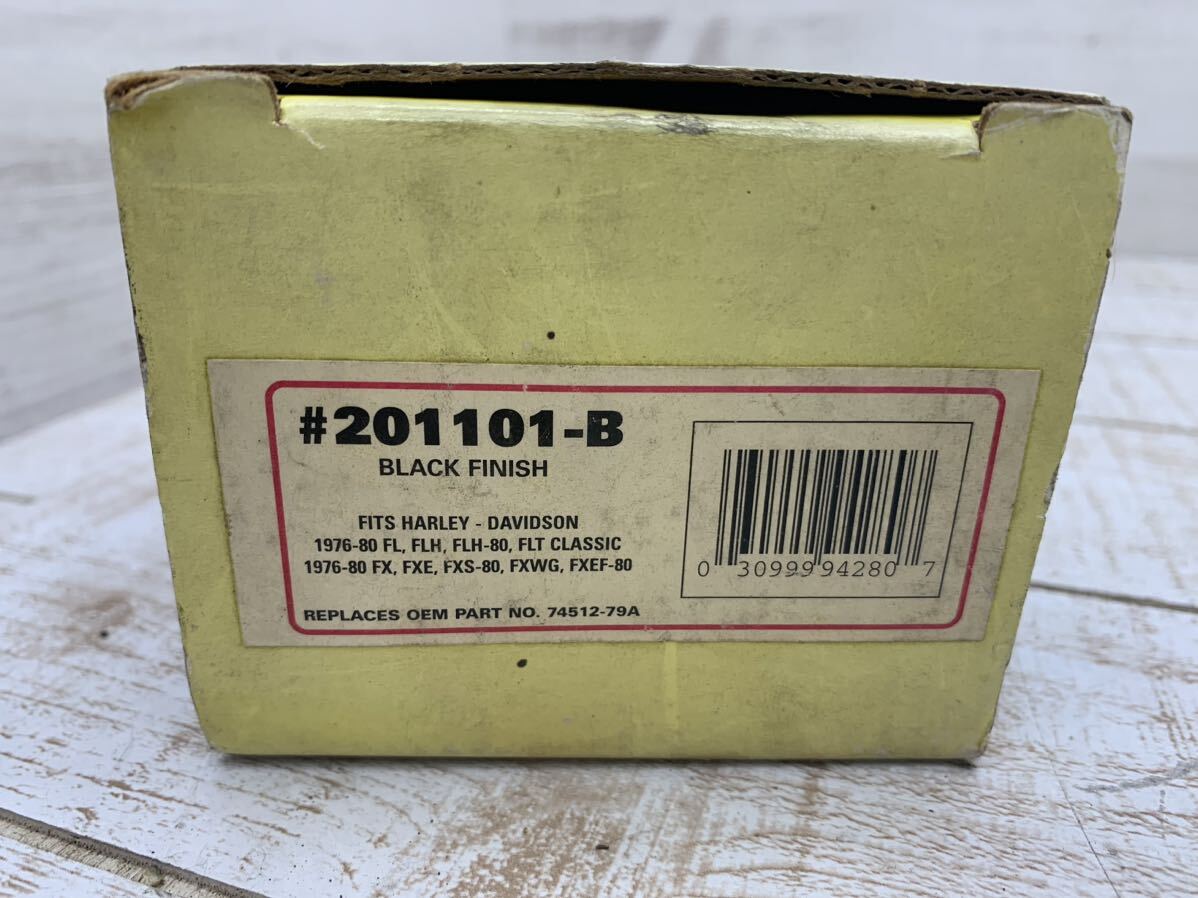 #201101-B
BLACK FINISH
FITS HARLEY - DAVIDSON
1976-80 FL, FLH, FLH-80, FLT CLASSIC
1976-80 FX, FXE, FXS-80, FXWG, FXEF-80
REPLACES OEM PART NO. 74512-79A
0 30999 94280 7